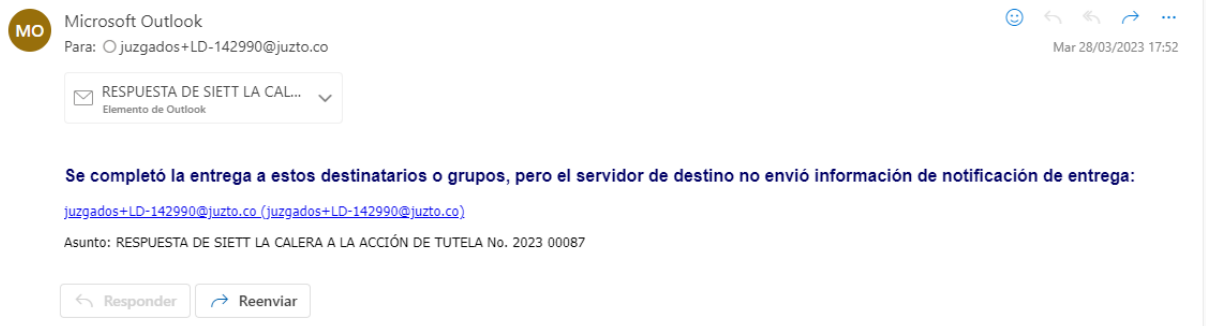 MO
Microsoft Outlook
Para: juzgados+LD-142990@juzto.co
Mar 28/03/2023 17:52
RESPUESTA DE SIETT LA CAL...
Elemento de Outlook
Se completó la entrega a estos destinatarios o grupos, pero el servidor de destino no envió información de notificación de entrega:
juzgados+LD-142990@juzto.co (juzgados+LD-142990@juzto.co)
Asunto: RESPUESTA DE SIETT LA CALERA A LA ACCIÓN DE TUTELA No. 2023 00087
Responder
Reenviar